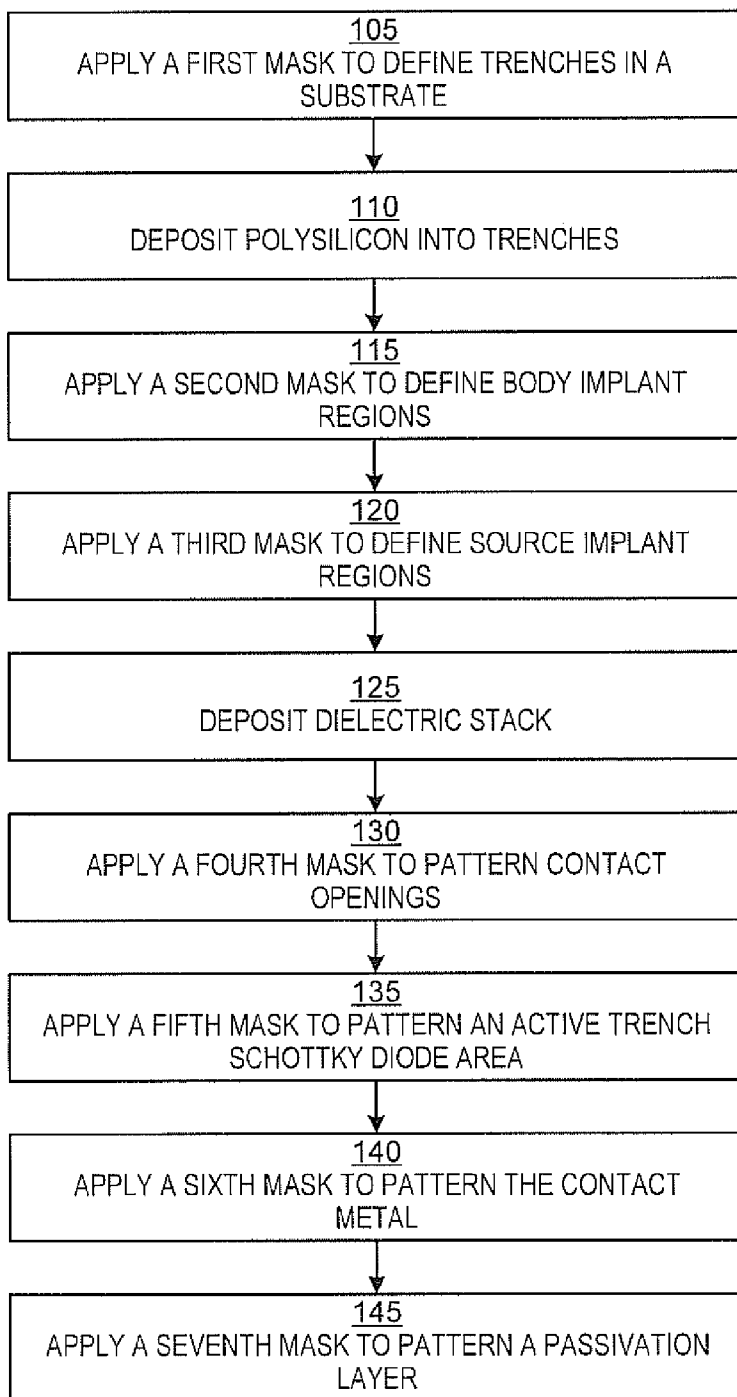 105
APPLY A FIRST MASK TO DEFINE TRENCHES IN A
SUBSTRATE
110
DEPOSIT POLYSILICON INTO TRENCHES
115
APPLY A SECOND MASK TO DEFINE BODY IMPLANT
REGIONS
120
APPLY A THIRD MASK TO DEFINE SOURCE IMPLANT
REGIONS
125
DEPOSIT DIELECTRIC STACK
130
APPLY A FOURTH MASK TO PATTERN CONTACT
OPENINGS
135
APPLY A FIFTH MASK TO PATTERN AN ACTIVE TRENCH
SCHOTTKY DIODE AREA
140
APPLY A SIXTH MASK TO PATTERN THE CONTACT
METAL
145
APPLY A SEVENTH MASK TO PATTERN A PASSIVATION
LAYER